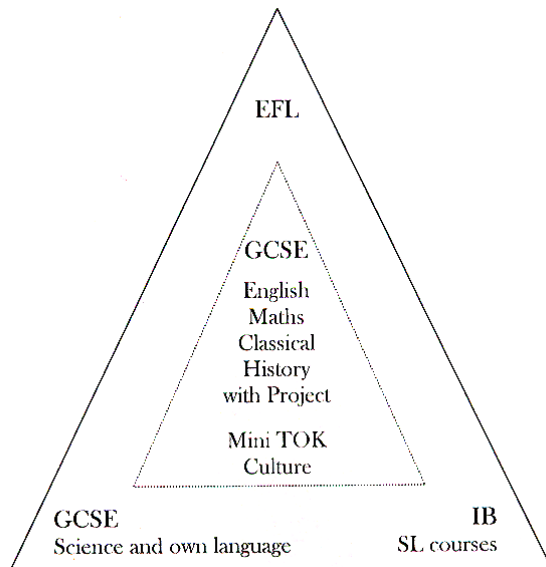 EFL
GCSE
English
Maths
Classical
History
with Project
Mini TOK
Culture
GCSE
Science and own language
IB
SL courses